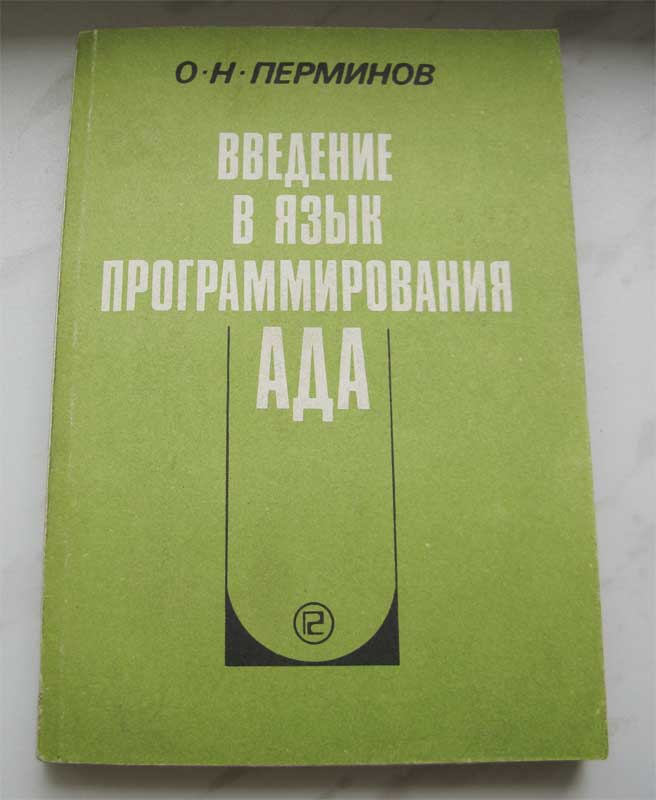 О·Н·ПЕРМИНОВ
ВВЕДЕНИЕ
В ЯЗЫК
ПРОГРАММИРОВАНИЯ
АДА